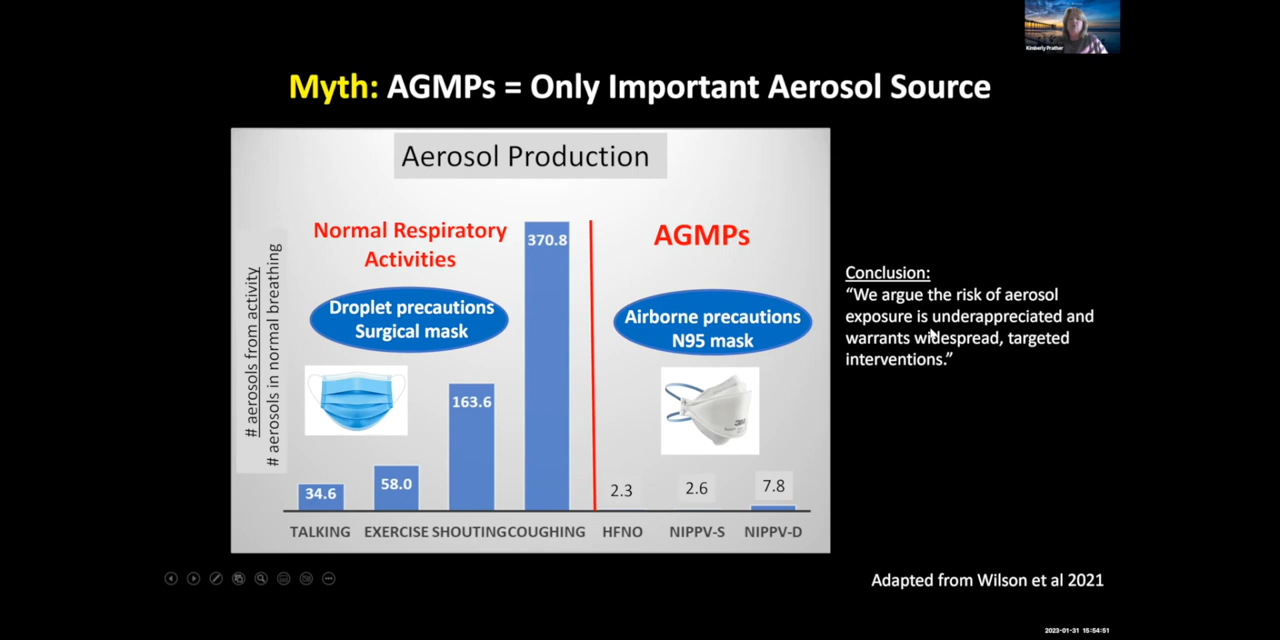 Kimberly Prather
Myth: AGMPs = Only Important Aerosol Source
Aerosol Production
# aerosols from activity
# aerosols in normal breathing
Normal Respiratory
Activities
AGMPs
Droplet precautions
Surgical mask
Airborne precautions
N95 mask
3M
370.8
163.6
58.0
34.6
2.3
2.6
7.8
TALKING EXERCISE SHOUTING COUGHING HFNO NIPPV-S NIPPV-D
Conclusion:
“We argue the risk of aerosol
exposure is underappreciated and
warrants widespread, targeted
interventions.”
Adapted from Wilson et al 2021
2023-01-31 15:54:51